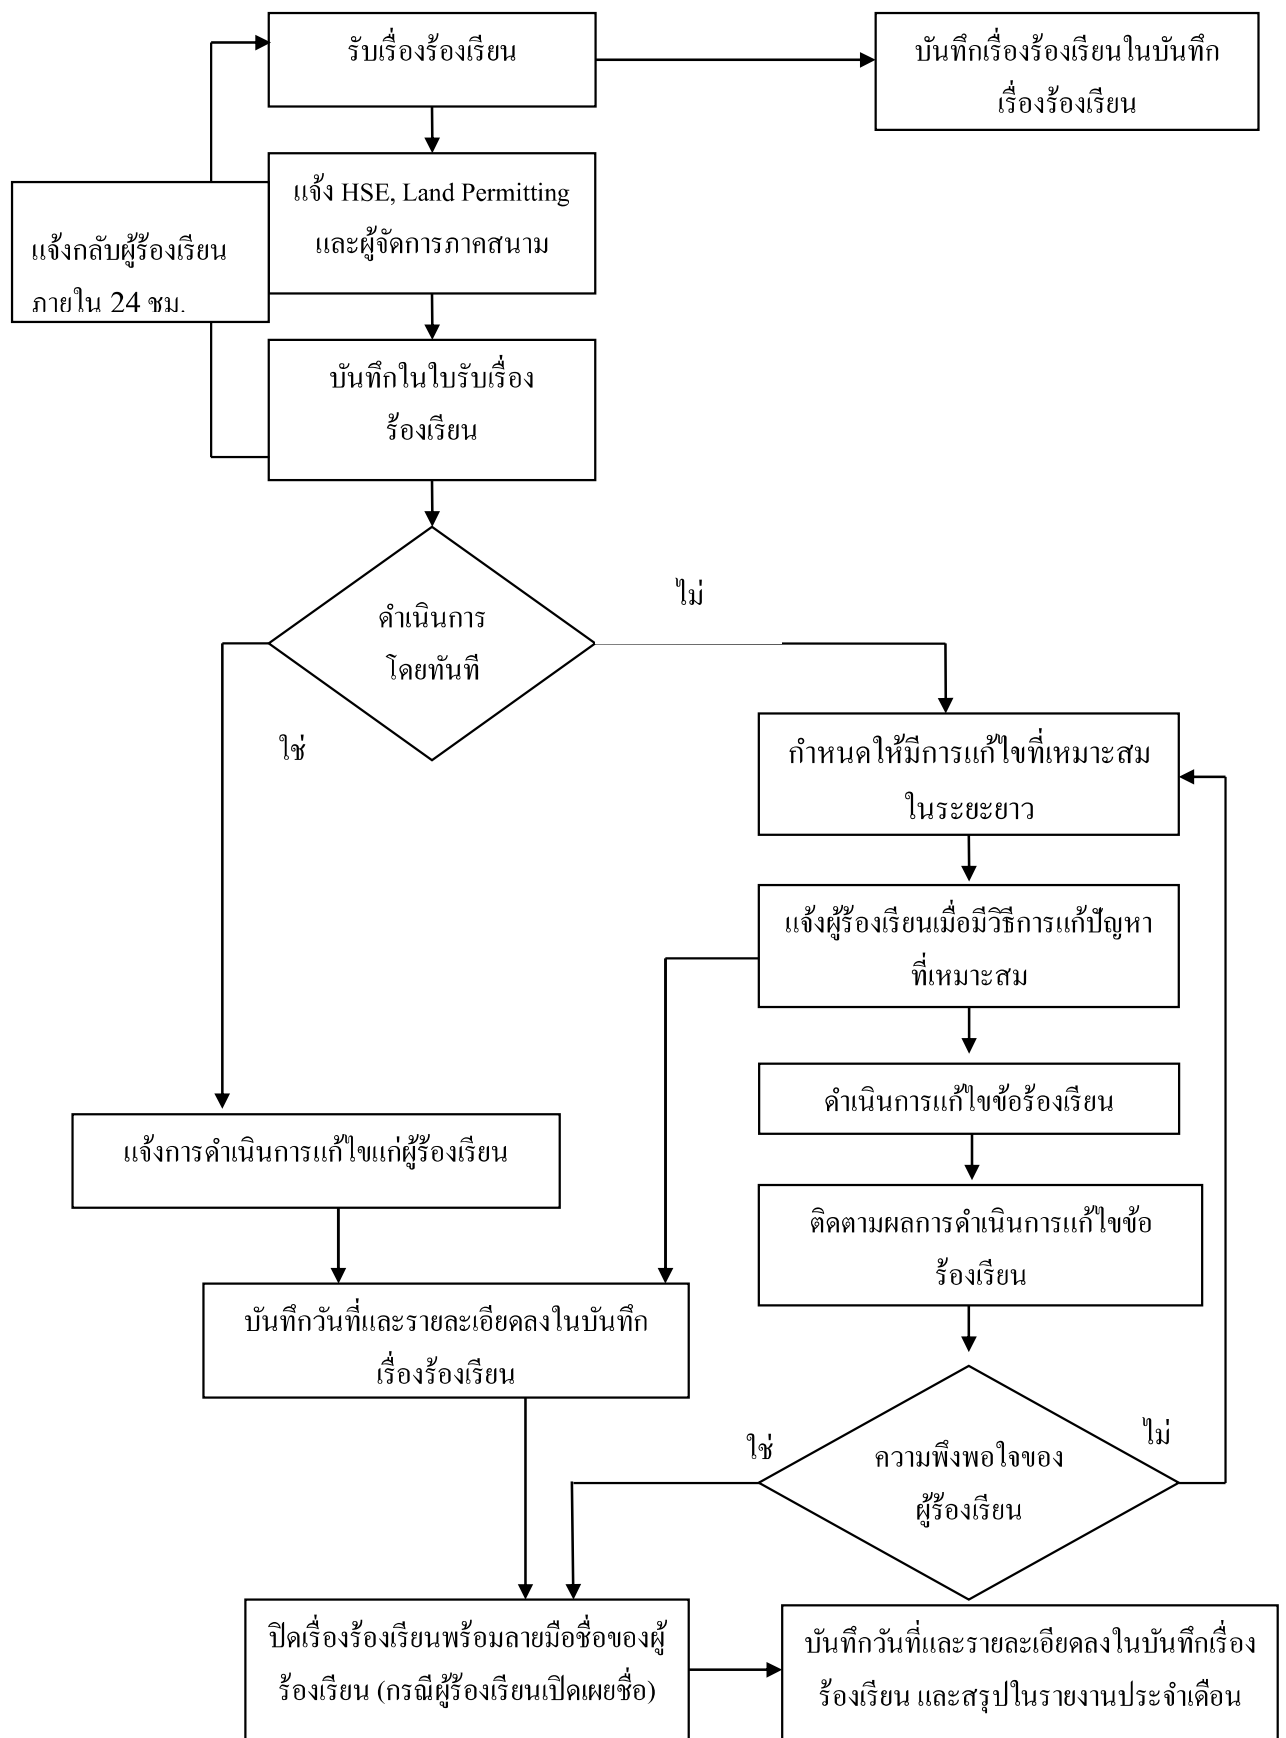 รับเรื่องร้องเรียน
บันทึกเรื่องร้องเรียนในบันทึก
เรื่องร้องเรียน
แจ้ง HSE, Land Permitting
และผู้จัดการภาคสนาม
แจ้งกลับผู้ร้องเรียน
ภายใน 24 ชม.
บันทึกในใบรับเรื่อง
ร้องเรียน
ดำเนินการ
โดยทันที
ไม่
ใช่
กำหนดให้มีการแก้ไขที่เหมาะสม
ในระยะยาว
แจ้งผู้ร้องเรียนเมื่อมีวิธีการแก้ปัญหา
ที่เหมาะสม
ดำเนินการแก้ไขข้อร้องเรียน
แจ้งการดำเนินการแก้ไขแก่ผู้ร้องเรียน
ติดตามผลการดำเนินการแก้ไขข้อ
ร้องเรียน
บันทึกวันที่และรายละเอียดลงในบันทึก
เรื่องร้องเรียน
ใช่
ความพึงพอใจของ
ผู้ร้องเรียน
ไม่
ปิดเรื่องร้องเรียนพร้อมลายมือชื่อของผู้
ร้องเรียน (กรณีผู้ร้องเรียนเปิดเผยชื่อ)
บันทึกวันที่และรายละเอียดลงในบันทึกเรื่อง
ร้องเรียน และสรุปในรายงานประจำเดือน